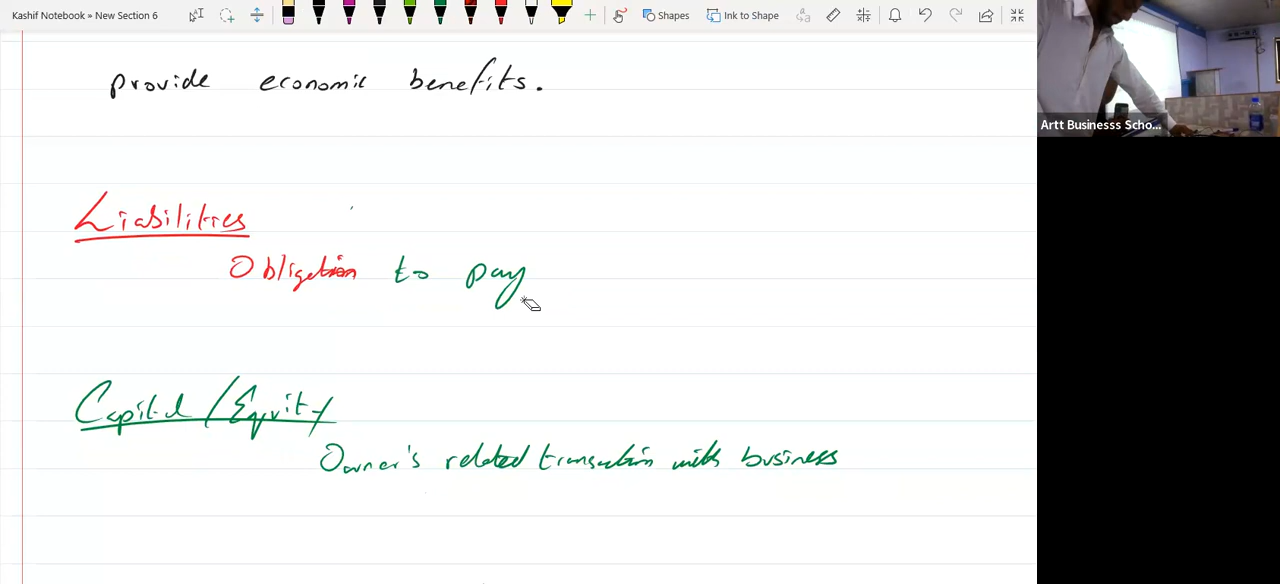 Kashif Notebook » New Section 6
Shapes
Ink to Shape
provide economic benefits.
Artt Businesss Scho...
Liabilities
Obligation to pay
Capital/Equity
Owner's related transaction with business